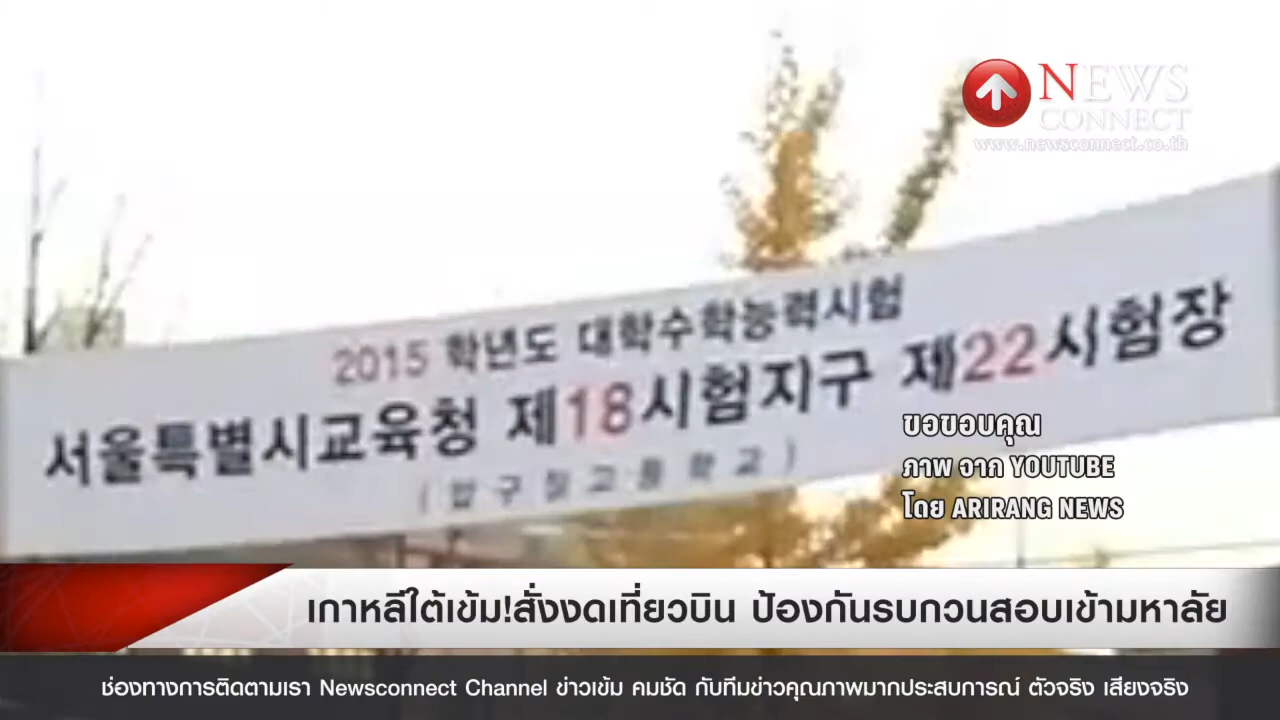 NEWS
CONNECT
www.newsconnect.co.th
2015 학년도 대학수학능력시험
서울특별시교육청 제18시험지구 제22시험장
(압구정고등학교)
ขอขอบคุณ
ภาพ จาก YOUTUBE
โดย ARIRANG NEWS
เกาหลีใต้เข้ม!สั่งงดเที่ยวบิน ป้องกันรบกวนสอบเข้ามหาลัย
ช่องทางการติดตามเรา Newsconnect Channel ข่าวเข้ม คมชัด กับทีมข่าวคุณภาพมากประสบการณ์ ตัวจริง เสียงจริง